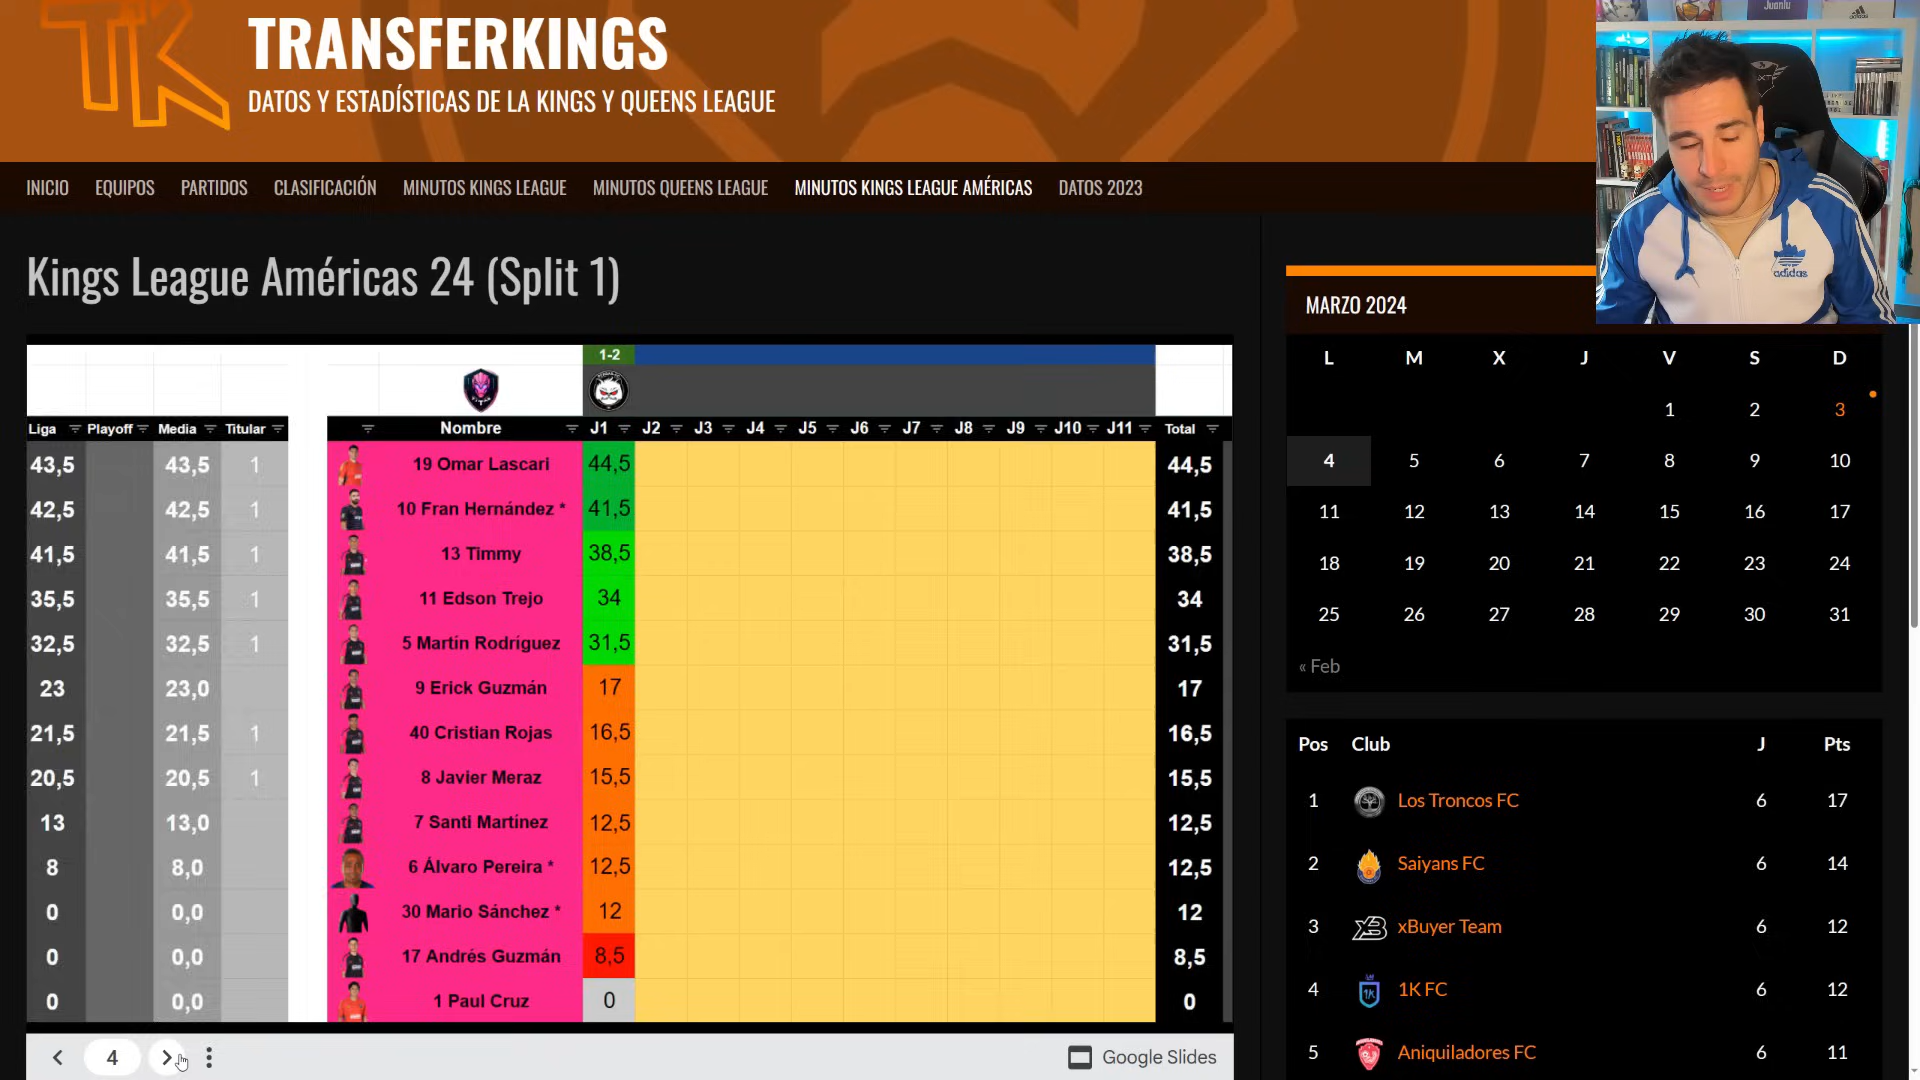 TRANSFERKINGS
DATOS Y ESTADÍSTICAS DE LA KINGS Y QUEENS LEAGUE
INICIO EQUIPOS PARTIDOS CLASIFICACIÓN MINUTOS KINGS LEAGUE MINUTOS QUEENS LEAGUE MINUTOS KINGS LEAGUE AMÉRICAS DATOS 2023
Kings League Américas 24 (Split 1)
1-2
Liga Playoff Media Titular Nombre J1 J2 J3 J4 J5 J6 J7 J8 J9 J10 J11 Total
43,5 43,5 1 19 Omar Lascari 44,5 44,5
42,5 42,5 1 10 Fran Hernández * 41,5 41,5
41,5 41,5 1 13 Timmy 38,5 38,5
35,5 35,5 1 11 Edson Trejo 34 34
32,5 32,5 1 5 Martín Rodríguez 31,5 31,5
23 23,0 9 Erick Guzmán 17 17
21,5 21,5 1 40 Cristian Rojas 16,5 16,5
20,5 20,5 1 8 Javier Meraz 15,5 15,5
13 13,0 7 Santi Martínez 12,5 12,5
8 8,0 6 Álvaro Pereira * 12,5 12,5
0 0,0 30 Mario Sánchez * 12 12
0 0,0 17 Andrés Guzmán 8,5 8,5
0 0,0 1 Paul Cruz 0 0
4 Google Slides
Juanlu
adidas
MARZO 2024
L M X J V S D
1 2 3
4 5 6 7 8 9 10
11 12 13 14 15 16 17
18 19 20 21 22 23 24
25 26 27 28 29 30 31
« Feb
Pos Club J Pts
1 Los Troncos FC 6 17
2 Saiyans FC 6 14
3 xBuyer Team 6 12
4 1K FC 6 12
5 Aniquiladores FC 6 11